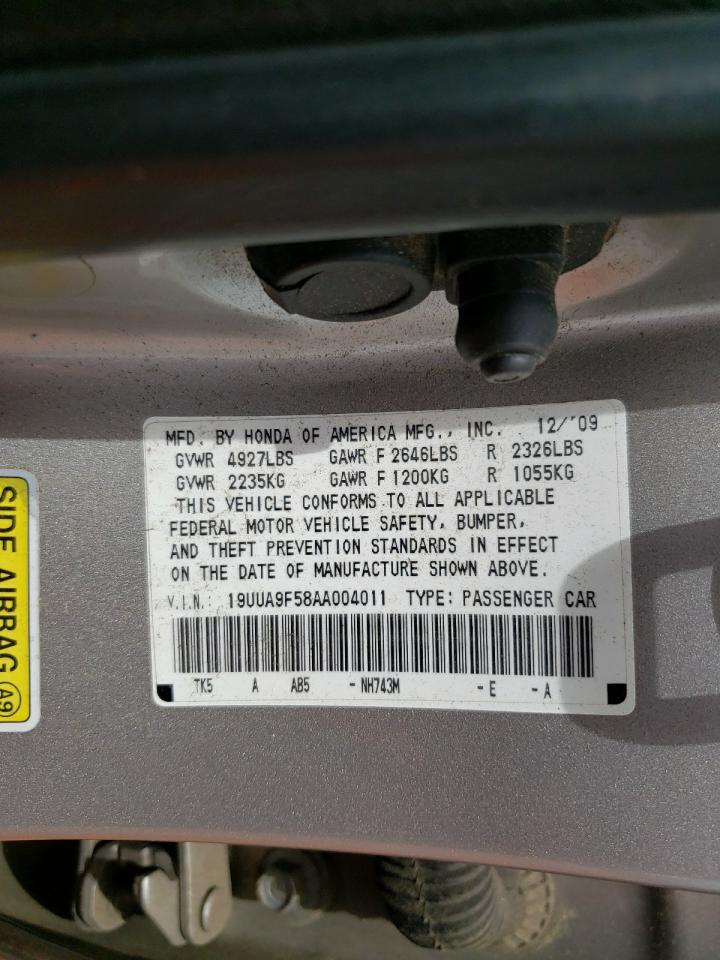 MFD. BY HONDA OF AMERICA MFG., INC. 12/'09
GVWR 4927LBS GAWR F 2646LBS R 2326LBS
GVWR 2235KG GAWR F 1200KG R 1055KG
THIS VEHICLE CONFORMS TO ALL APPLICABLE
FEDERAL MOTOR VEHICLE SAFETY, BUMPER,
AND THEFT PREVENTION STANDARDS IN EFFECT
ON THE DATE OF MANUFACTURE SHOWN ABOVE.
V.I.N.: 19UUA9F58AA004011 TYPE: PASSENGER CAR
TK5 A AB5 - NH743M - E - A
SIDE AIRBAG A9